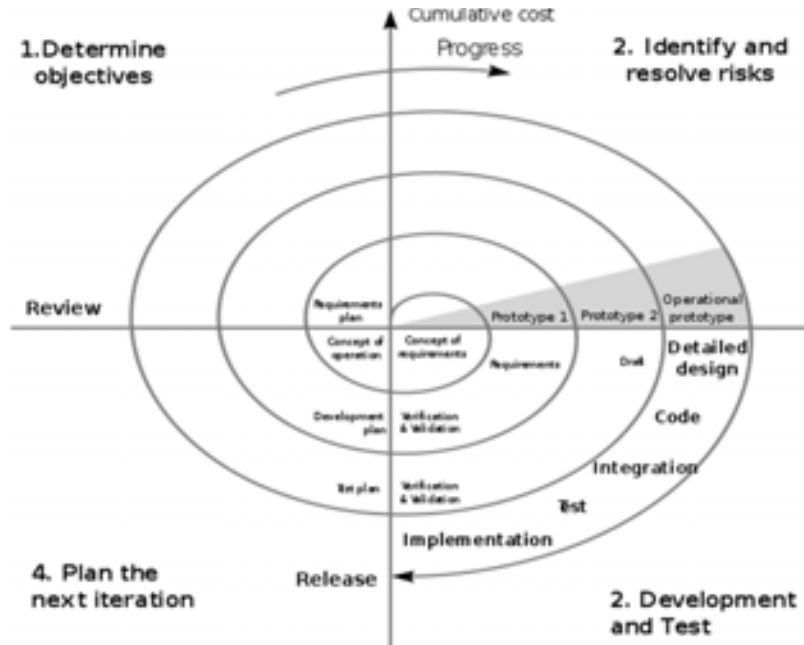 Cumulative cost
1.Determine
objectives
Progress
2. Identify and
resolve risks
Review
Requirements
plan
Prototype 1
Prototype 2
Operational
prototype
Concept of
operation
Concept of
requirements
Requirements
Detailed
design
Development
plan
Verification
& Validation
Code
Integration
Test plan
Verification
& Validation
Test
Implementation
4. Plan the
next iteration
Release
2. Development
and Test